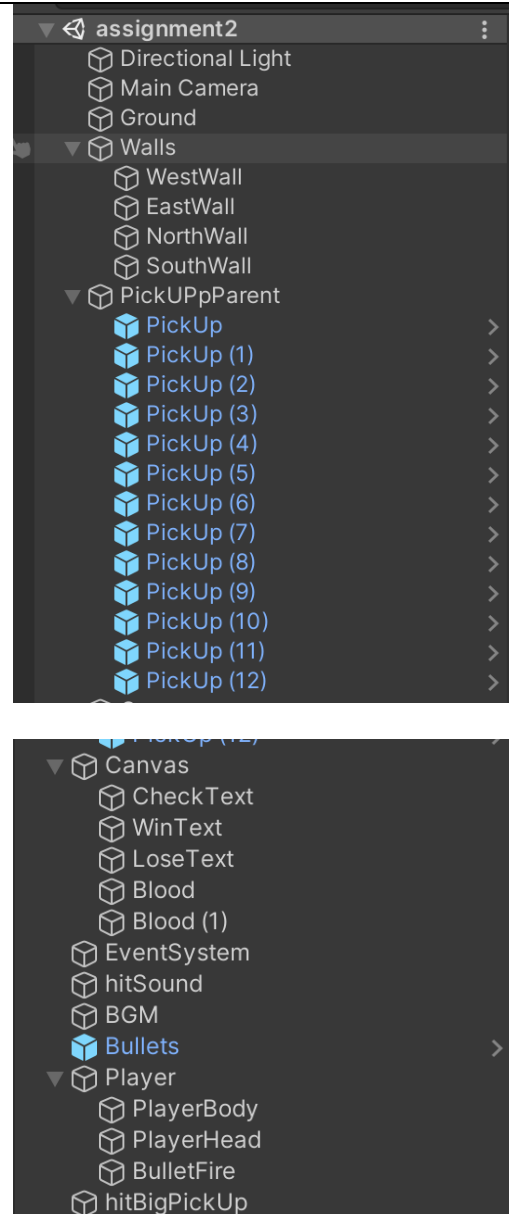 assignment2
Directional Light
Main Camera
Ground
Walls
WestWall
EastWall
NorthWall
SouthWall
PickUPpParent
PickUp
PickUp (1)
PickUp (2)
PickUp (3)
PickUp (4)
PickUp (5)
PickUp (6)
PickUp (7)
PickUp (8)
PickUp (9)
PickUp (10)
PickUp (11)
PickUp (12)
PickUp (12)
Canvas
CheckText
WinText
LoseText
Blood
Blood (1)
EventSystem
hitSound
BGM
Bullets
Player
PlayerBody
PlayerHead
BulletFire
hitBigPickUp